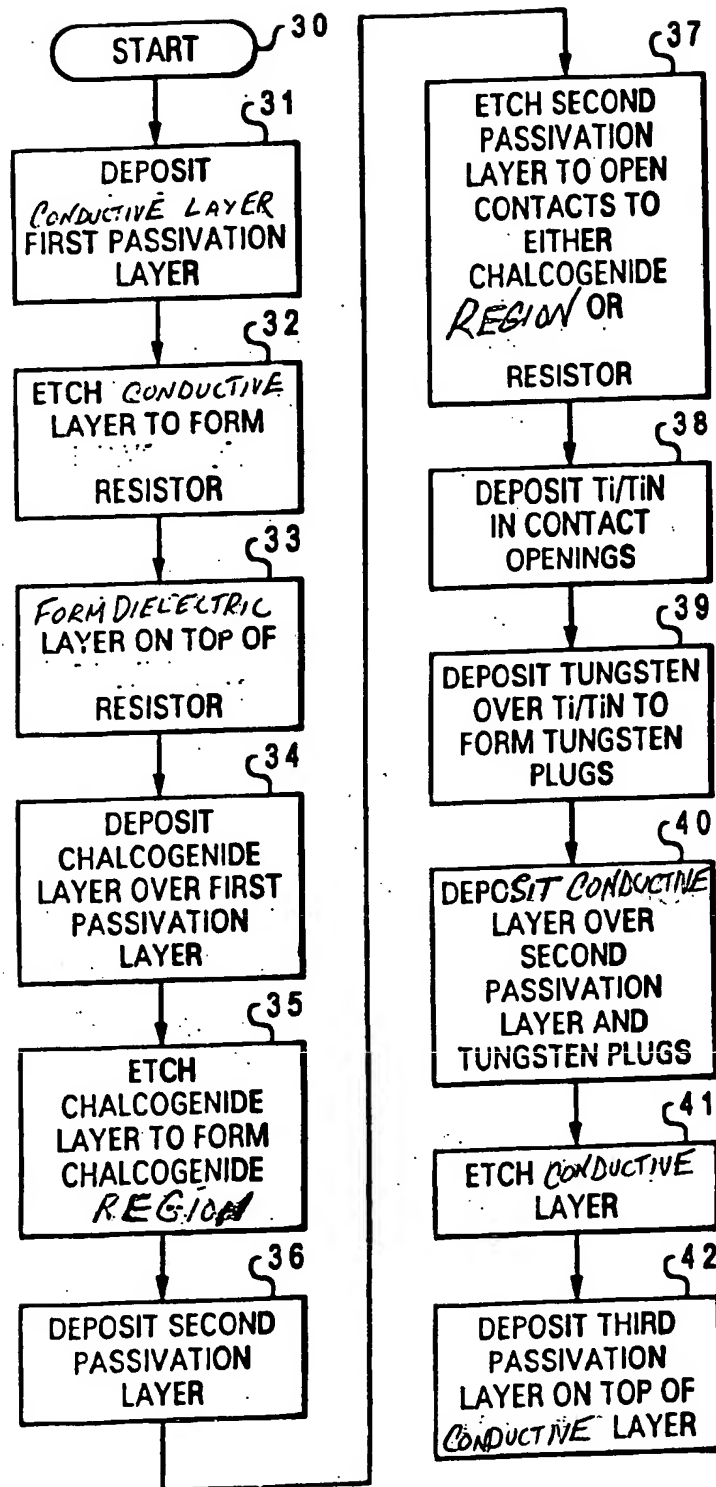 30
START
31
DEPOSIT
CONDUCTIVE LAYER
FIRST PASSIVATION
LAYER
32
ETCH CONDUCTIVE
LAYER TO FORM
RESISTOR
33
FORM DIELECTRIC
LAYER ON TOP OF
RESISTOR
34
DEPOSIT
CHALCOGENIDE
LAYER OVER FIRST
PASSIVATION
LAYER
35
ETCH
CHALCOGENIDE
LAYER TO FORM
CHALCOGENIDE
REGION
36
DEPOSIT SECOND
PASSIVATION
LAYER
37
ETCH SECOND
PASSIVATION
LAYER TO OPEN
CONTACTS TO
EITHER
CHALCOGENIDE
REGION OR
RESISTOR
38
DEPOSIT Ti/TiN
IN CONTACT
OPENINGS
39
DEPOSIT TUNGSTEN
OVER Ti/TiN TO
FORM TUNGSTEN
PLUGS
40
DEPOSIT CONDUCTIVE
LAYER OVER
SECOND
PASSIVATION
LAYER AND
TUNGSTEN PLUGS
41
ETCH CONDUCTIVE
LAYER
42
DEPOSIT THIRD
PASSIVATION
LAYER ON TOP OF
CONDUCTIVE LAYER